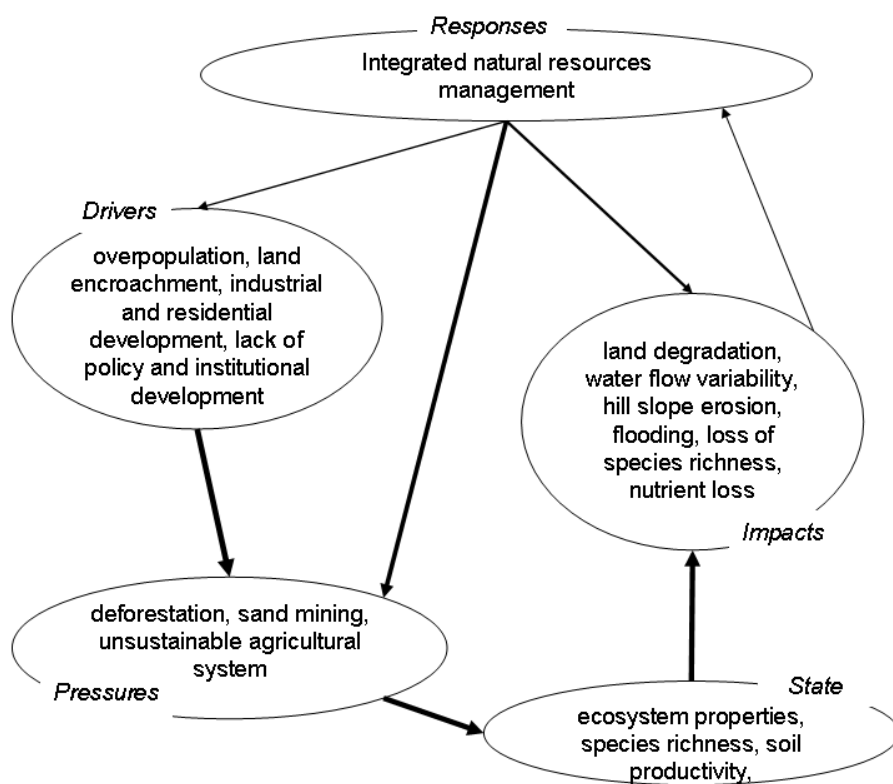 Responses
Integrated natural resources
management
Drivers
overpopulation, land
encroachment, industrial
and residential
development, lack of
policy and institutional
development
land degradation,
water flow variability,
hill slope erosion,
flooding, loss of
species richness,
nutrient loss
Impacts
deforestation, sand mining,
unsustainable agricultural
system
Pressures
State
ecosystem properties,
species richness, soil
productivity,